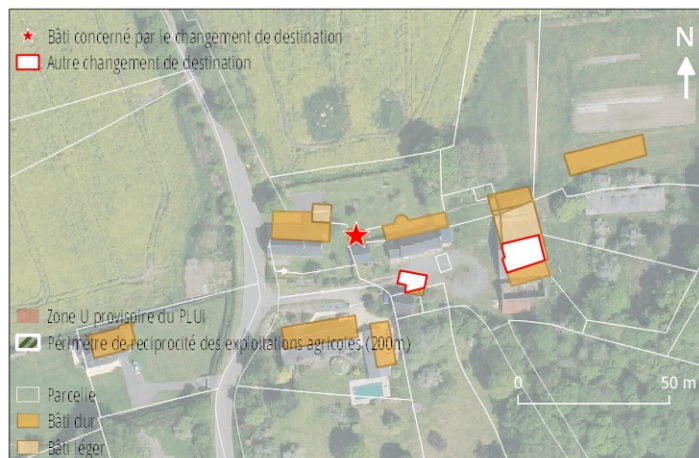 Bâti concerné par le changement de destination
Autre changement de destination
N
Zone U provisoire du PLUi
Périmètre de réciprocité des exploitations agricoles (200m)
Parcelle
Bâti dur
Bâti léger
0 50 m